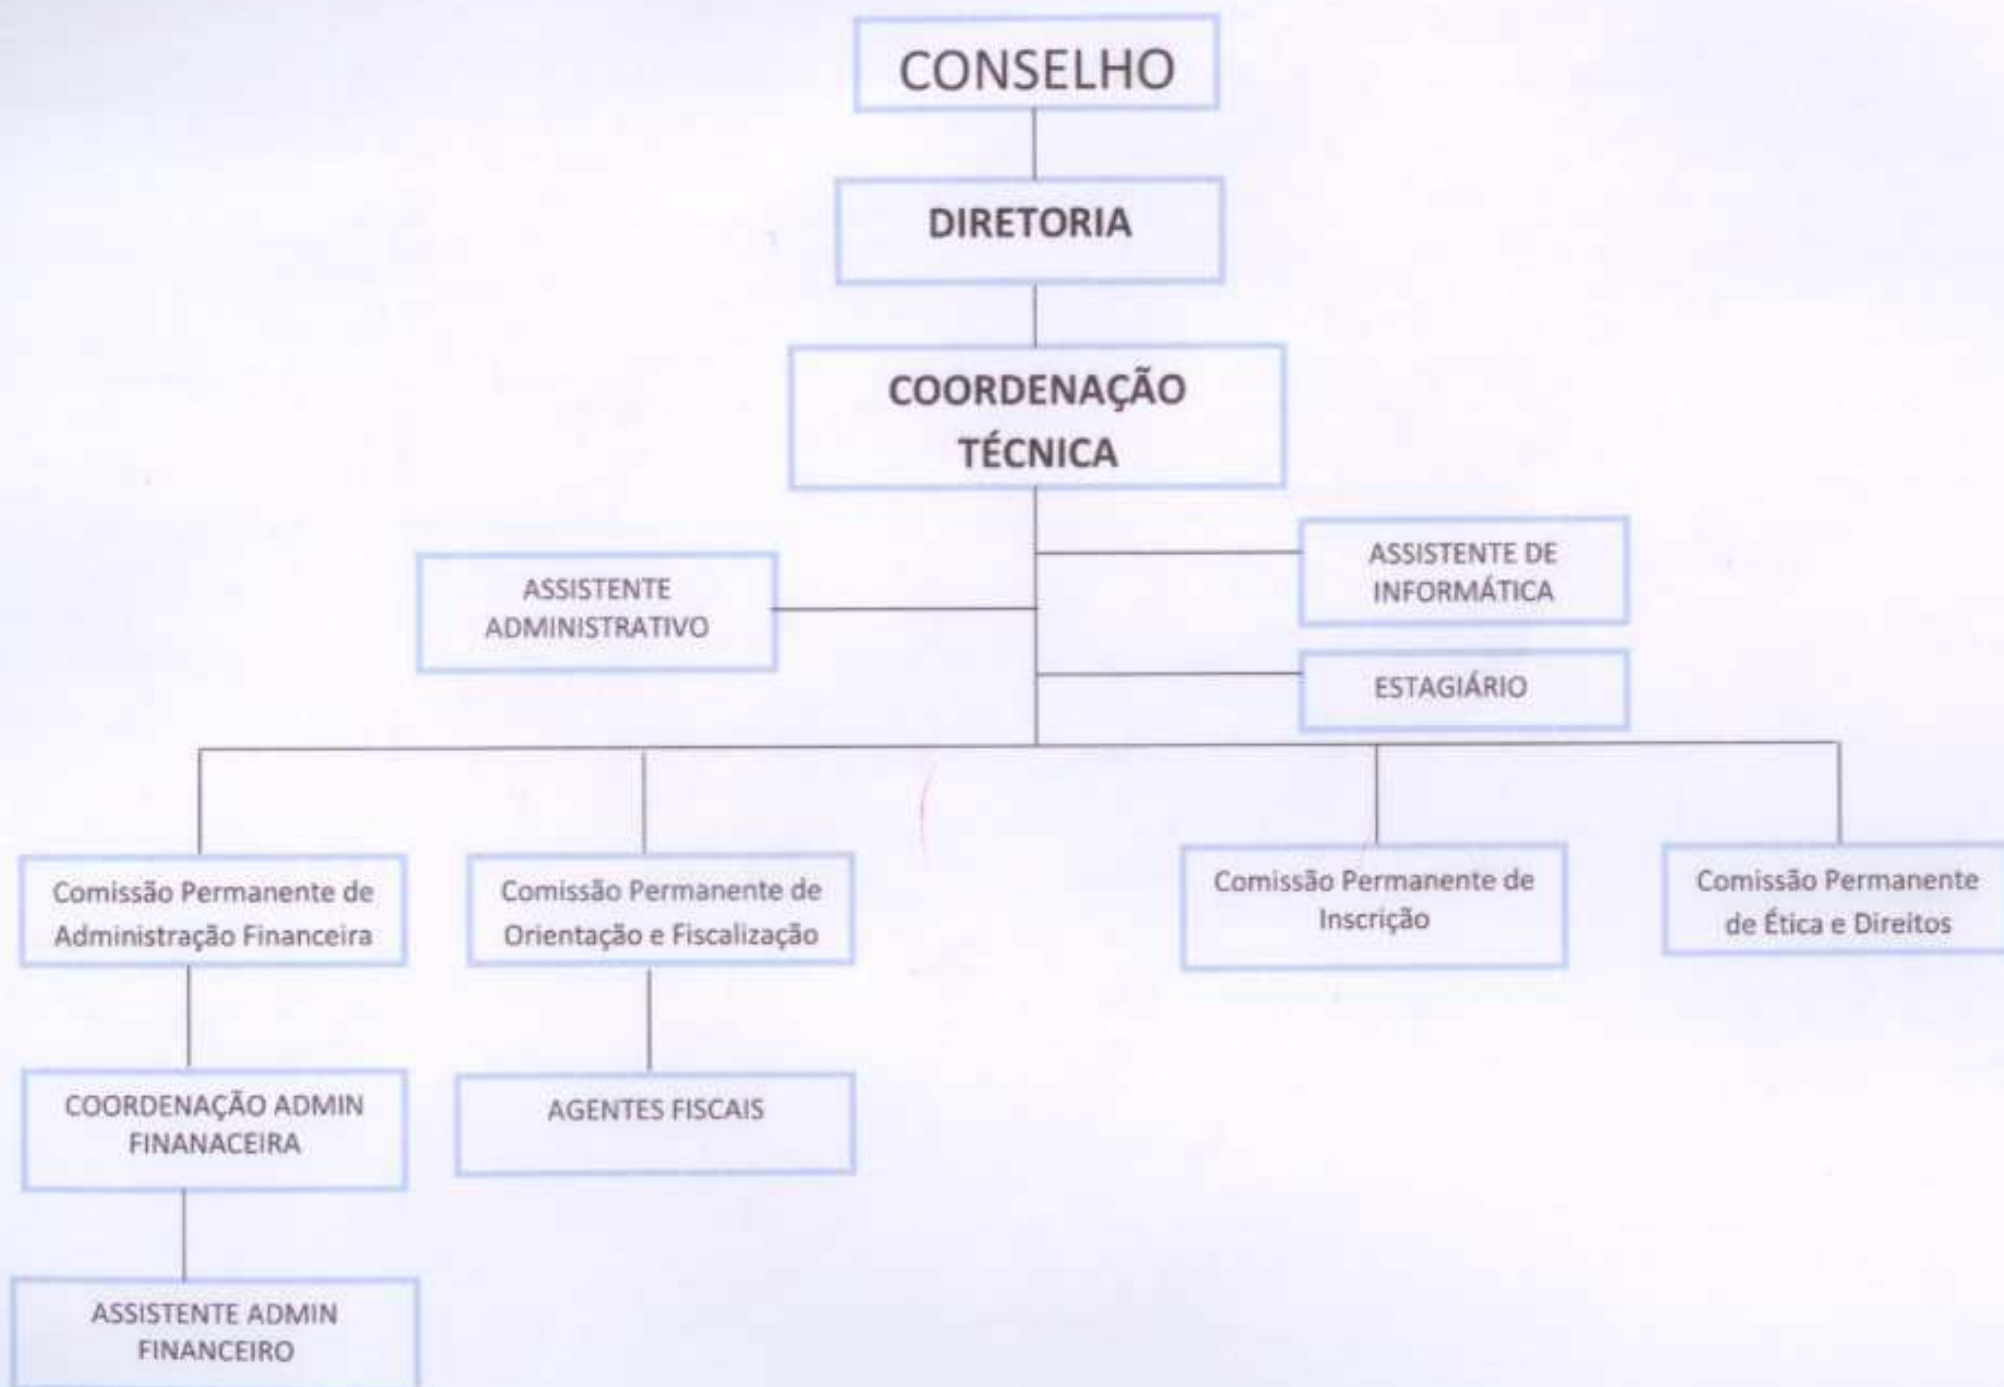 CONSELHO
DIRETORIA
COORDENAÇÃO
TÉCNICA
ASSISTENTE DE
INFORMÁTICA
ASSISTENTE
ADMINISTRATIVO
ESTAGIÁRIO
Comissão Permanente de
Administração Financeira
Comissão Permanente de
Orientação e Fiscalização
Comissão Permanente de
Inscrição
Comissão Permanente
de Ética e Direitos
COORDENAÇÃO ADMIN
FINANACEIRA
AGENTES FISCAIS
ASSISTENTE ADMIN
FINANCEIRO